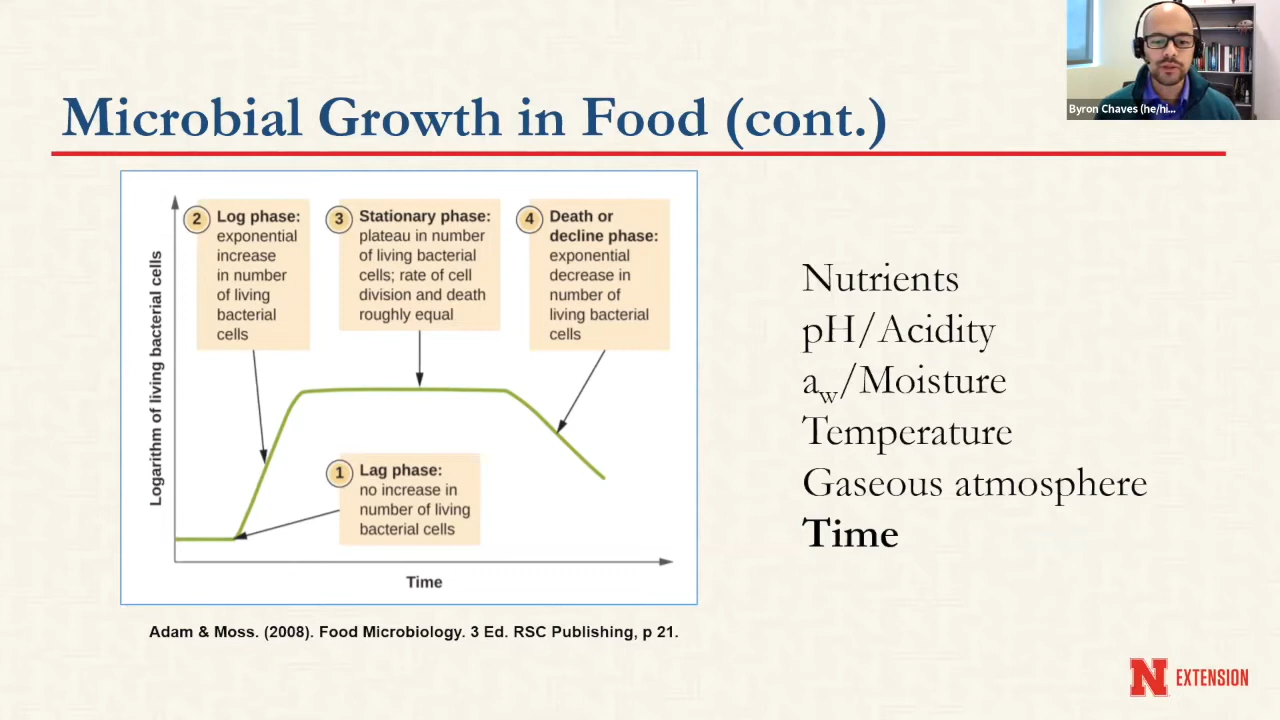 Byron Chaves (he/hi...
Microbial Growth in Food (cont.)
Logarithm of living bacterial cells
2
Log phase:
exponential
increase
in number
of living
bacterial
cells
3
Stationary phase:
plateau in number
of living bacterial
cells; rate of cell
division and death
roughly equal
4
Death or
decline phase:
exponential
decrease in
number of
living bacterial
cells
1
Lag phase:
no increase in
number of living
bacterial cells
Time
Adam & Moss. (2008). Food Microbiology. 3 Ed. RSC Publishing, p 21.
Nutrients
pH/Acidity
aw/Moisture
Temperature
Gaseous atmosphere
Time
N EXTENSION